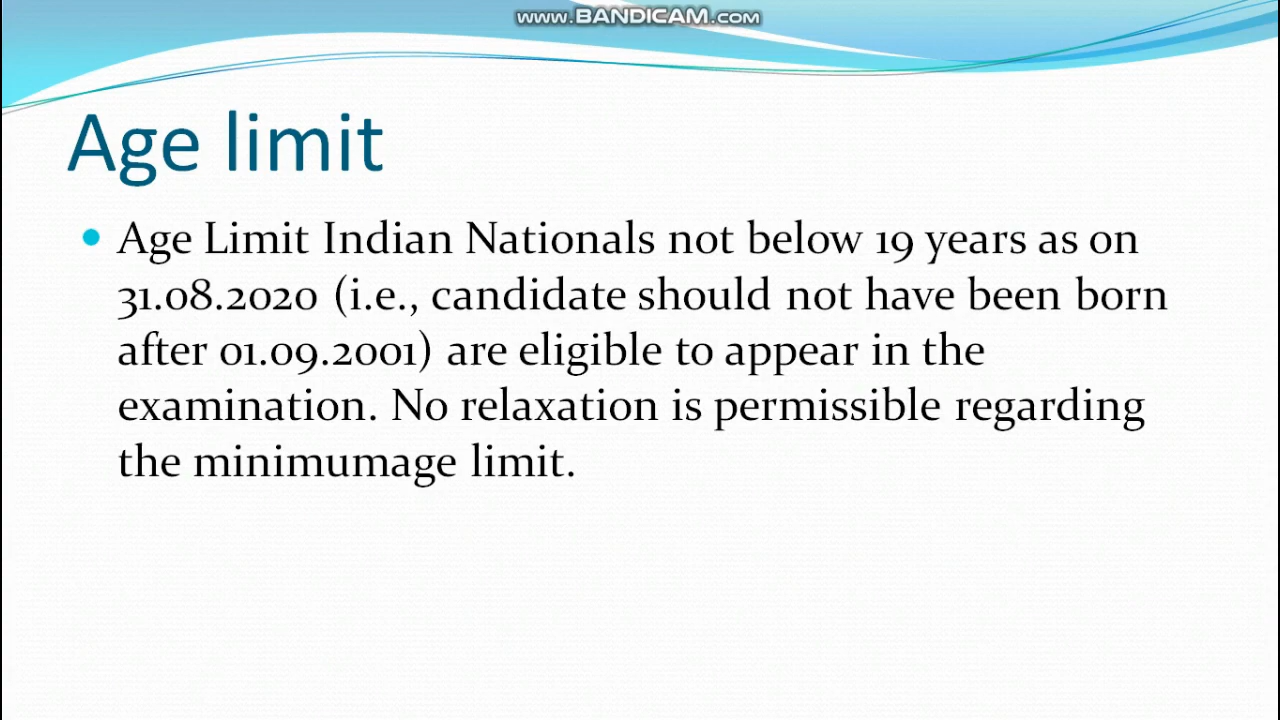 www.BANDICAM.com
Age limit
• Age Limit Indian Nationals not below 19 years as on
31.08.2020 (i.e., candidate should not have been born
after 01.09.2001) are eligible to appear in the
examination. No relaxation is permissible regarding
the minimumage limit.